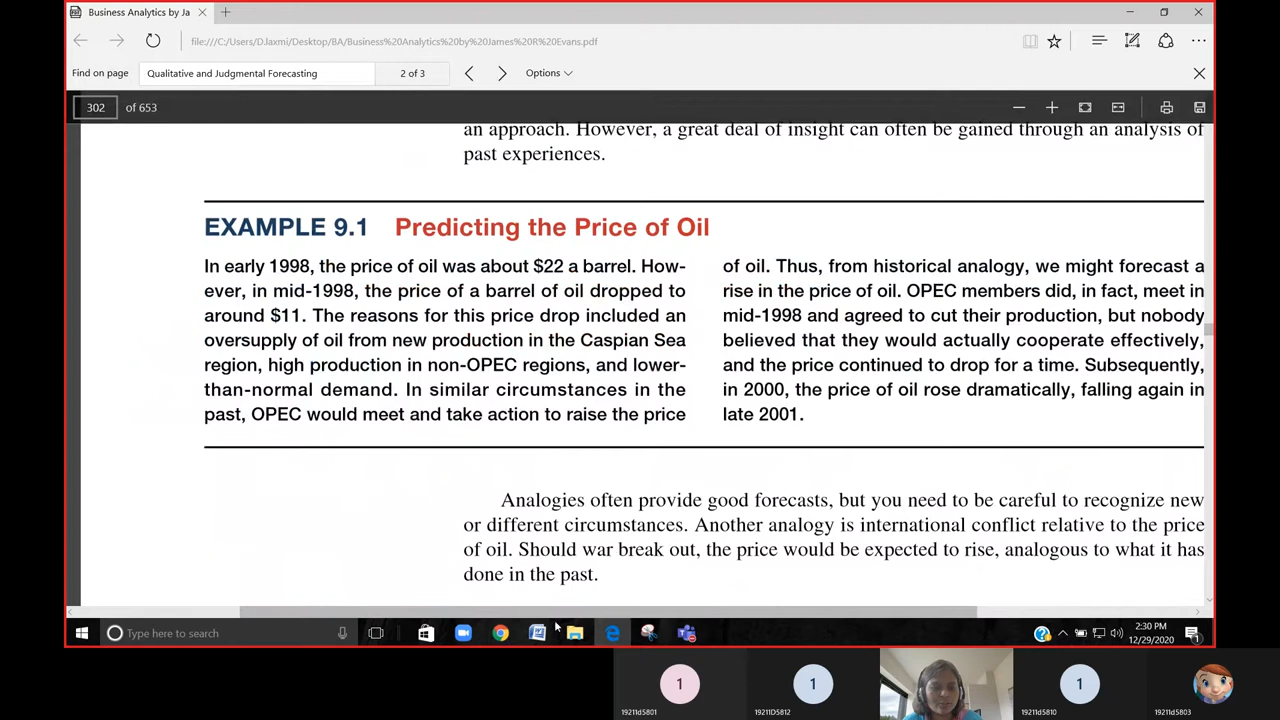 Business Analytics by Ja
file:///C:/Users/D.laxmi/Desktop/BA/Business%20Analytics%20by%20James%20R%20Evans.pdf
Find on page
Qualitative and Judgmental Forecasting
2 of 3
Options
302 of 653
an approach. However, a great deal of insight can often be gained through an analysis of
past experiences.
EXAMPLE 9.1 Predicting the Price of Oil
In early 1998, the price of oil was about $22 a barrel. How-
ever, in mid-1998, the price of a barrel of oil dropped to
around $11. The reasons for this price drop included an
oversupply of oil from new production in the Caspian Sea
region, high production in non-OPEC regions, and lower-
than-normal demand. In similar circumstances in the
past, OPEC would meet and take action to raise the price
of oil. Thus, from historical analogy, we might forecast a
rise in the price of oil. OPEC members did, in fact, meet in
mid-1998 and agreed to cut their production, but nobody
believed that they would actually cooperate effectively,
and the price continued to drop for a time. Subsequently,
in 2000, the price of oil rose dramatically, falling again in
late 2001.
Analogies often provide good forecasts, but you need to be careful to recognize new
or different circumstances. Another analogy is international conflict relative to the price
of oil. Should war break out, the price would be expected to rise, analogous to what it has
done in the past.
Type here to search
2:30 PM
12/29/2020
1
1
1
1
19211d5801
19211D5812
19211d5810
19211d5803